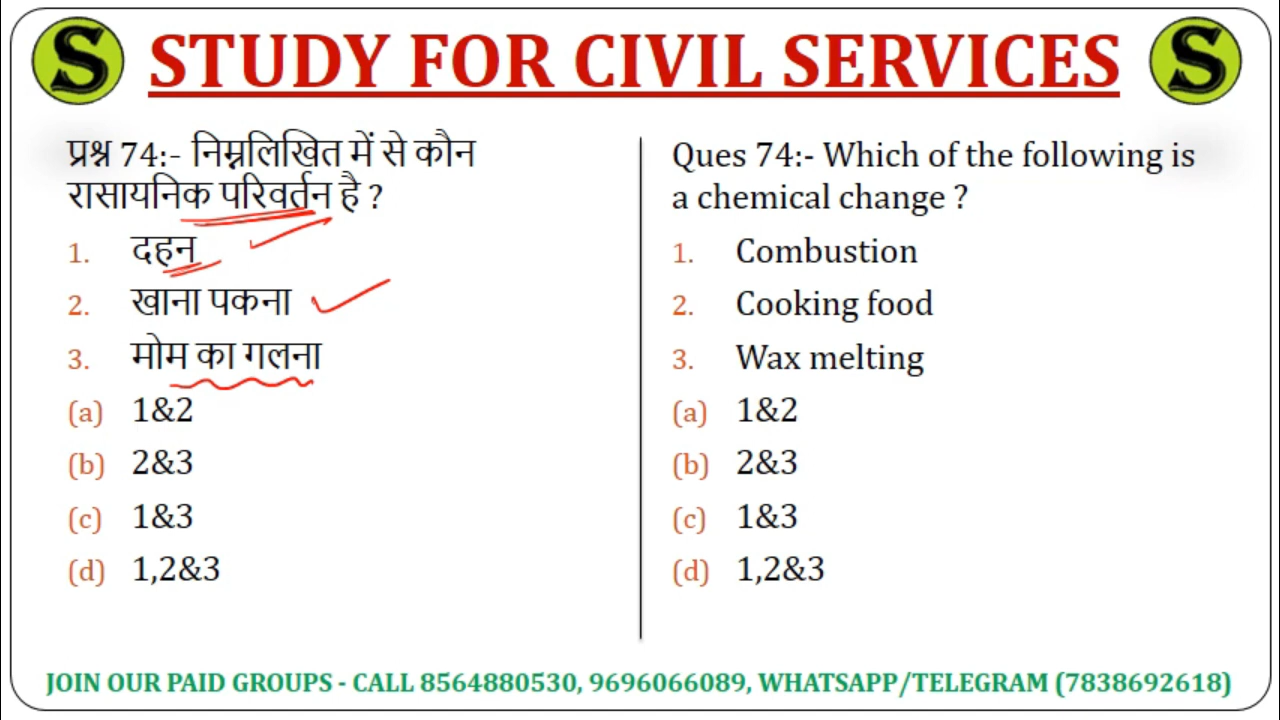 S STUDY FOR CIVIL SERVICES S
प्रश्न 74:- निम्नलिखित में से कौन
रासायनिक परिवर्तन है ?
1. दहन
2. खाना पकना
3. मोम का गलना
(a) 1&2
(b) 2&3
(c) 1&3
(d) 1,2&3
Ques 74:- Which of the following is
a chemical change ?
1. Combustion
2. Cooking food
3. Wax melting
(a) 1&2
(b) 2&3
(c) 1&3
(d) 1,2&3
JOIN OUR PAID GROUPS - CALL 8564880530, 9696066089, WHATSAPP/TELEGRAM (7838692618)